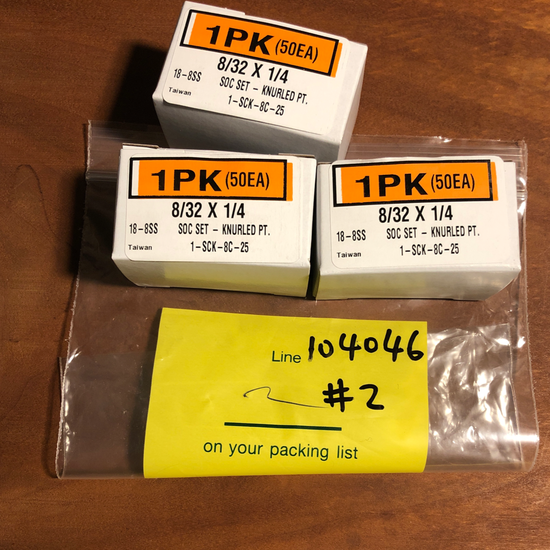 1PK (50EA)
8/32 X 1/4
18-8SS SOC SET - KNURLED PT.
Taiwan 1-SCK-8C-25
1PK (50EA)
8/32 X 1/4
18-8SS SOC SET - KNURLED PT.
Taiwan 1-SCK-8C-25
1PK (50EA)
8/32 X 1/4
18-8SS SOC SET - KNURLED PT.
Taiwan 1-SCK-8C-25
Line 104046
#2
on your packing list